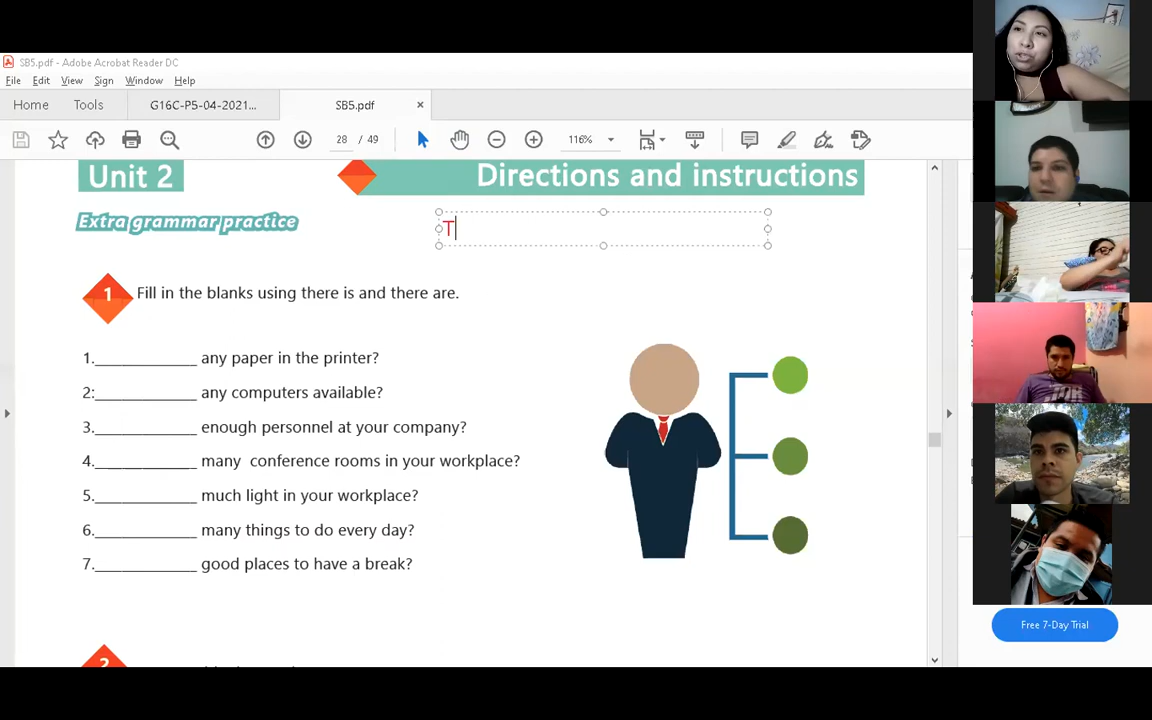 SB5.pdf - Adobe Acrobat Reader DC
File Edit View Sign Window Help
Home Tools G16C-P5-04-2021... SB5.pdf ×
28 / 49 116%
Unit 2 Directions and instructions
Extra grammar practice
T
1 Fill in the blanks using there is and there are.
1.____________ any paper in the printer?
2:____________ any computers available?
3.____________ enough personnel at your company?
4.____________ many conference rooms in your workplace?
5.____________ much light in your workplace?
6.____________ many things to do every day?
7.____________ good places to have a break?
2
Free 7-Day Trial